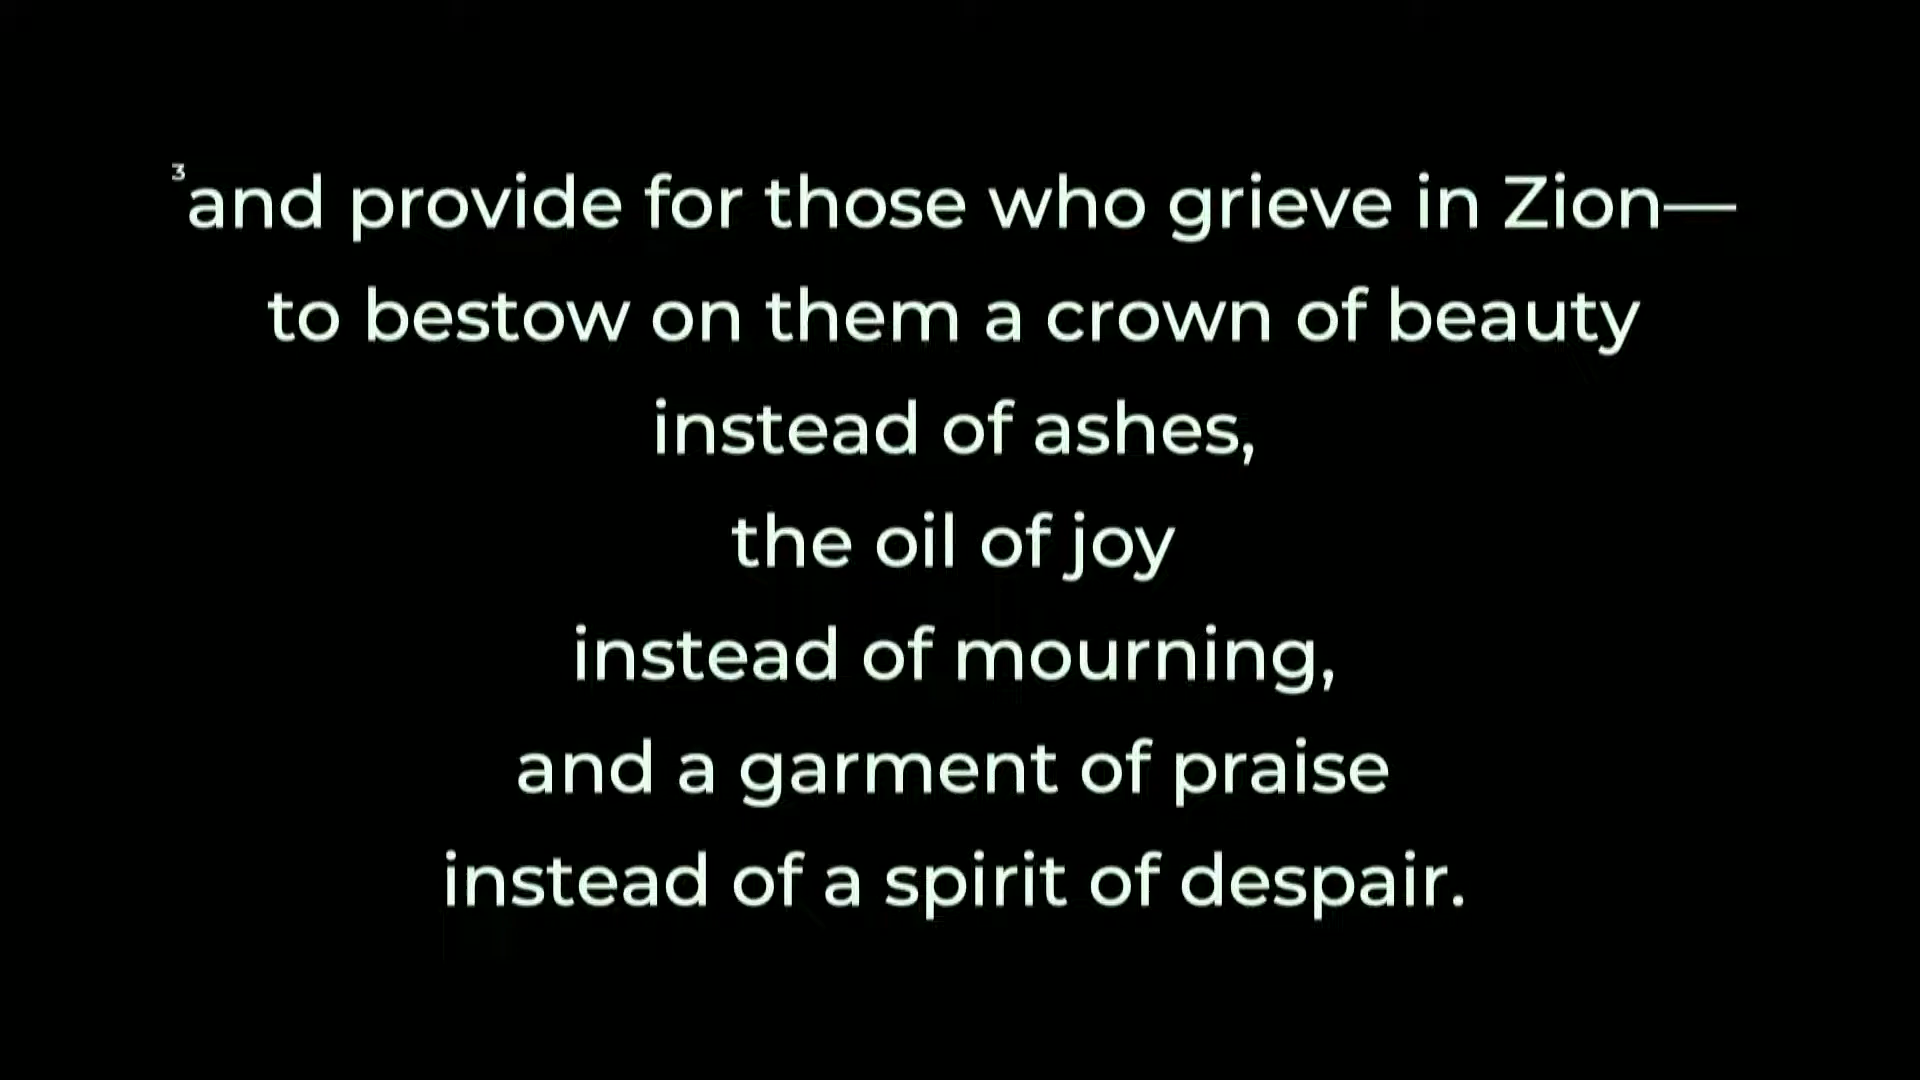 ³and provide for those who grieve in Zion—
to bestow on them a crown of beauty
instead of ashes,
the oil of joy
instead of mourning,
and a garment of praise
instead of a spirit of despair.